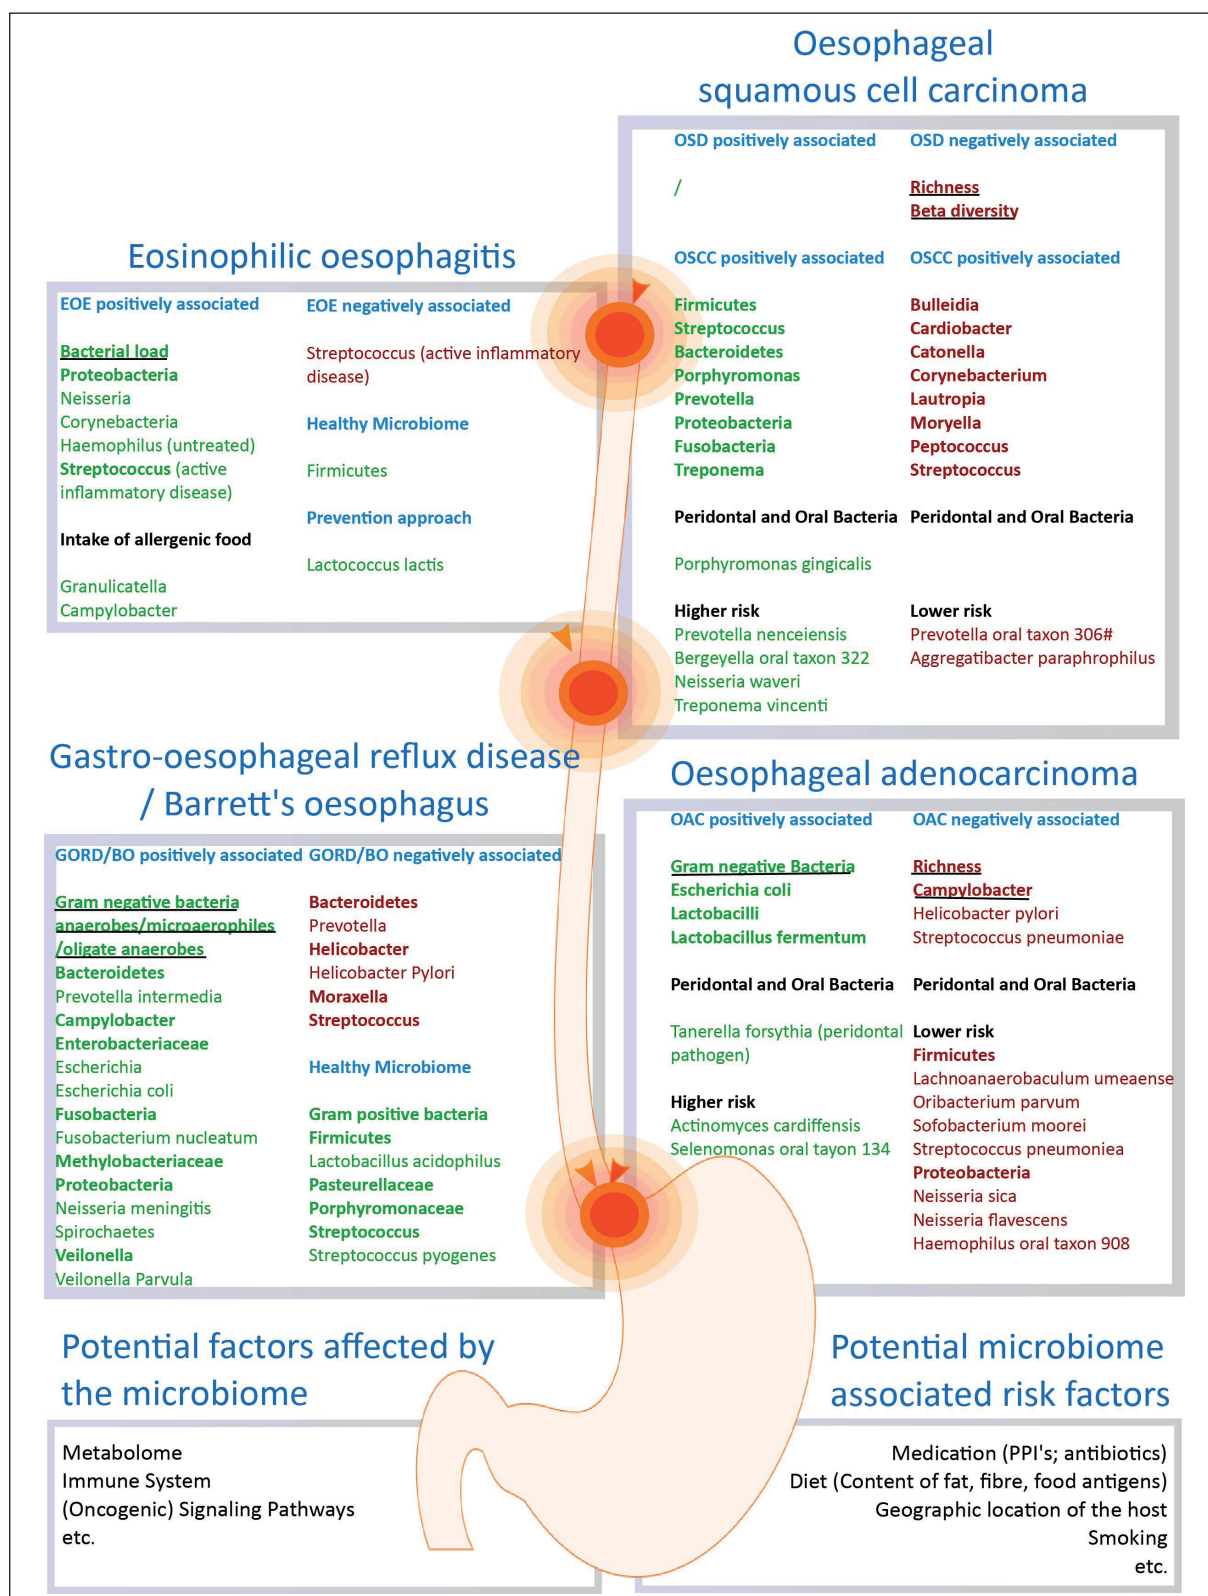 Oesophageal
squamous cell carcinoma
OSD positively associated
/
OSD negatively associated
Richness
Beta diversity
OSCC positively associated
Firmicutes
Streptococcus
Bacteroidetes
Porphyromonas
Prevotella
Proteobacteria
Fusobacteria
Treponema
OSCC positively associated
Bulleidia
Cardiobacter
Catonella
Corynebacterium
Lautropia
Moryella
Peptococcus
Streptococcus
Peridontal and Oral Bacteria
Porphyromonas gingicalis
Higher risk
Prevotella nenceiensis
Bergeyella oral taxon 322
Neisseria waveri
Treponema vincenti
Peridontal and Oral Bacteria
Lower risk
Prevotella oral taxon 306#
Aggregatibacter paraphrophilus
Eosinophilic oesophagitis
EOE positively associated
Bacterial load
Proteobacteria
Neisseria
Corynebacteria
Haemophilus (untreated)
Streptococcus (active
inflammatory disease)
Intake of allergenic food
Granulicatella
Campylobacter
EOE negatively associated
Streptococcus (active inflammatory
disease)
Healthy Microbiome
Firmicutes
Prevention approach
Lactococcus lactis
Gastro-oesophageal reflux disease
/ Barrett's oesophagus
GORD/BO positively associated
Gram negative bacteria
anaerobes/microaerophiles
/oligate anaerobes
Bacteroidetes
Prevotella intermedia
Campylobacter
Enterobacteriaceae
Escherichia
Escherichia coli
Fusobacteria
Fusobacterium nucleatum
Methylobacteriaceae
Proteobacteria
Neisseria meningitis
Spirochaetes
Veilonella
Veilonella Parvula
GORD/BO negatively associated
Bacteroidetes
Prevotella
Helicobacter
Helicobacter Pylori
Moraxella
Streptococcus
Healthy Microbiome
Gram positive bacteria
Firmicutes
Lactobacillus acidophilus
Pasteurellaceae
Porphyromonaceae
Streptococcus
Streptococcus pyogenes
Oesophageal adenocarcinoma
OAC positively associated
Gram negative Bacteria
Escherichia coli
Lactobacilli
Lactobacillus fermentum
Peridontal and Oral Bacteria
Tanerella forsythia (peridontal
pathogen)
Higher risk
Actinomyces cardiffensis
Selenomonas oral tayon 134
OAC negatively associated
Richness
Campylobacter
Helicobacter pylori
Streptococcus pneumoniae
Peridontal and Oral Bacteria
Lower risk
Firmicutes
Lachnoanaerobaculum umeaense
Oribacterium parvum
Sofobacterium moorei
Streptococcus pneumoniea
Proteobacteria
Neisseria sica
Neisseria flavescens
Haemophilus oral taxon 908
Potential factors affected by
the microbiome
Metabolome
Immune System
(Oncogenic) Signaling Pathways
etc.
Potential microbiome
associated risk factors
Medication (PPI's; antibiotics)
Diet (Content of fat, fibre, food antigens)
Geographic location of the host
Smoking
etc.